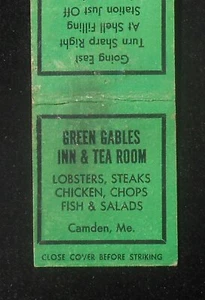 Going East
Turn Sharp Right
At Shell Filling
Station Just Off
GREEN GABLES
INN & TEA ROOM
LOBSTERS, STEAKS
CHICKEN, CHOPS
FISH & SALADS
Camden, Me.
CLOSE COVER BEFORE STRIKING